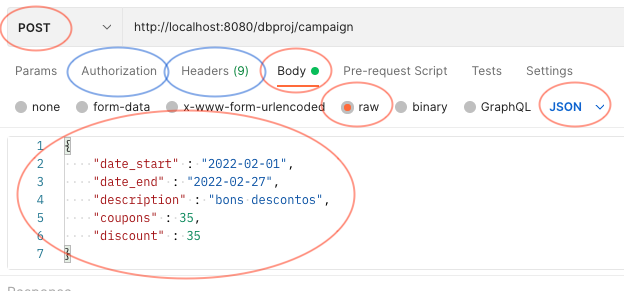 POST http://localhost:8080/dbproj/campaign
Params Authorization Headers (9) Body Pre-request Script Tests Settings
none form-data x-www-form-urlencoded raw binary GraphQL JSON
1 {
2 "date_start" : "2022-02-01",
3 "date_end" : "2022-02-27",
4 "description" : "bons descontos",
5 "coupons" : 35,
6 "discount" : 35
7 }
Response